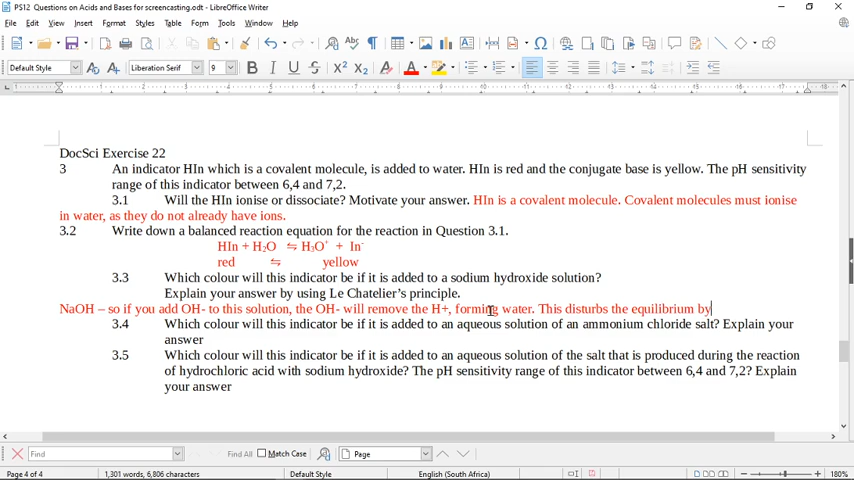 PS12 Questions on Acids and Bases for screencasting.odt - LibreOffice Writer
File Edit View Insert Format Styles Table Form Tools Window Help
Default Style Liberation Serif 9
DocSci Exercise 22
3 An indicator HIn which is a covalent molecule, is added to water. HIn is red and the conjugate base is yellow. The pH sensitivity
range of this indicator between 6,4 and 7,2.
3.1 Will the HIn ionise or dissociate? Motivate your answer. HIn is a covalent molecule. Covalent molecules must ionise
in water, as they do not already have ions.
3.2 Write down a balanced reaction equation for the reaction in Question 3.1.
HIn + H₂O ⇋ H₃O⁺ + In⁻
red ⇋ yellow
3.3 Which colour will this indicator be if it is added to a sodium hydroxide solution?
Explain your answer by using Le Chatelier's principle.
NaOH – so if you add OH- to this solution, the OH- will remove the H+, forming water. This disturbs the equilibrium by
3.4 Which colour will this indicator be if it is added to an aqueous solution of an ammonium chloride salt? Explain your
answer
3.5 Which colour will this indicator be if it is added to an aqueous solution of the salt that is produced during the reaction
of hydrochloric acid with sodium hydroxide? The pH sensitivity range of this indicator between 6,4 and 7,2? Explain
your answer
Find Find All Match Case Page
Page 4 of 4 1,301 words, 6,806 characters Default Style English (South Africa) 180%